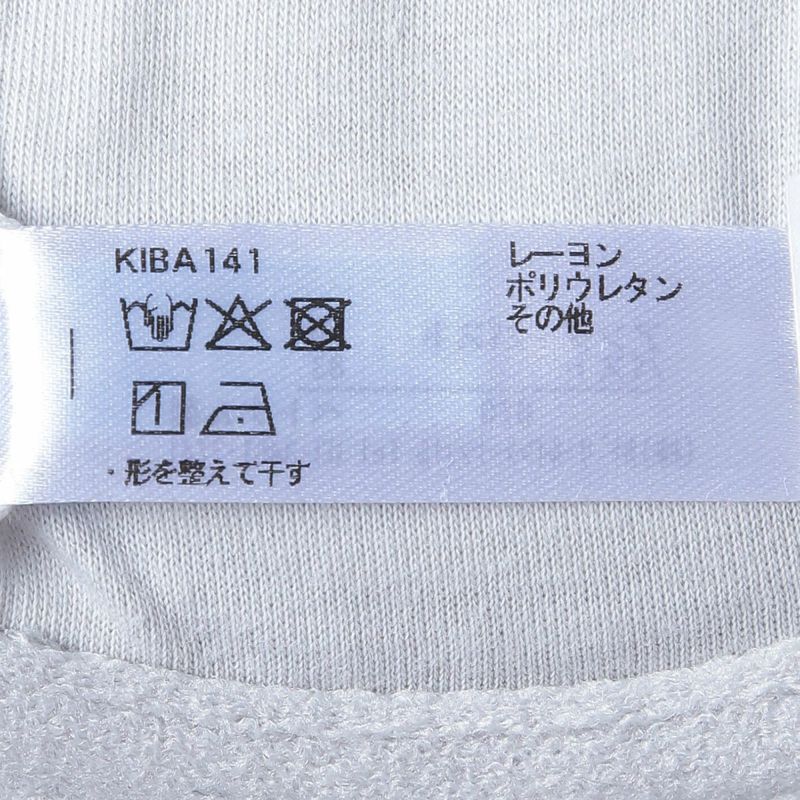 KIBA141
レーヨン
ポリウレタン
その他
・形を整えて干す